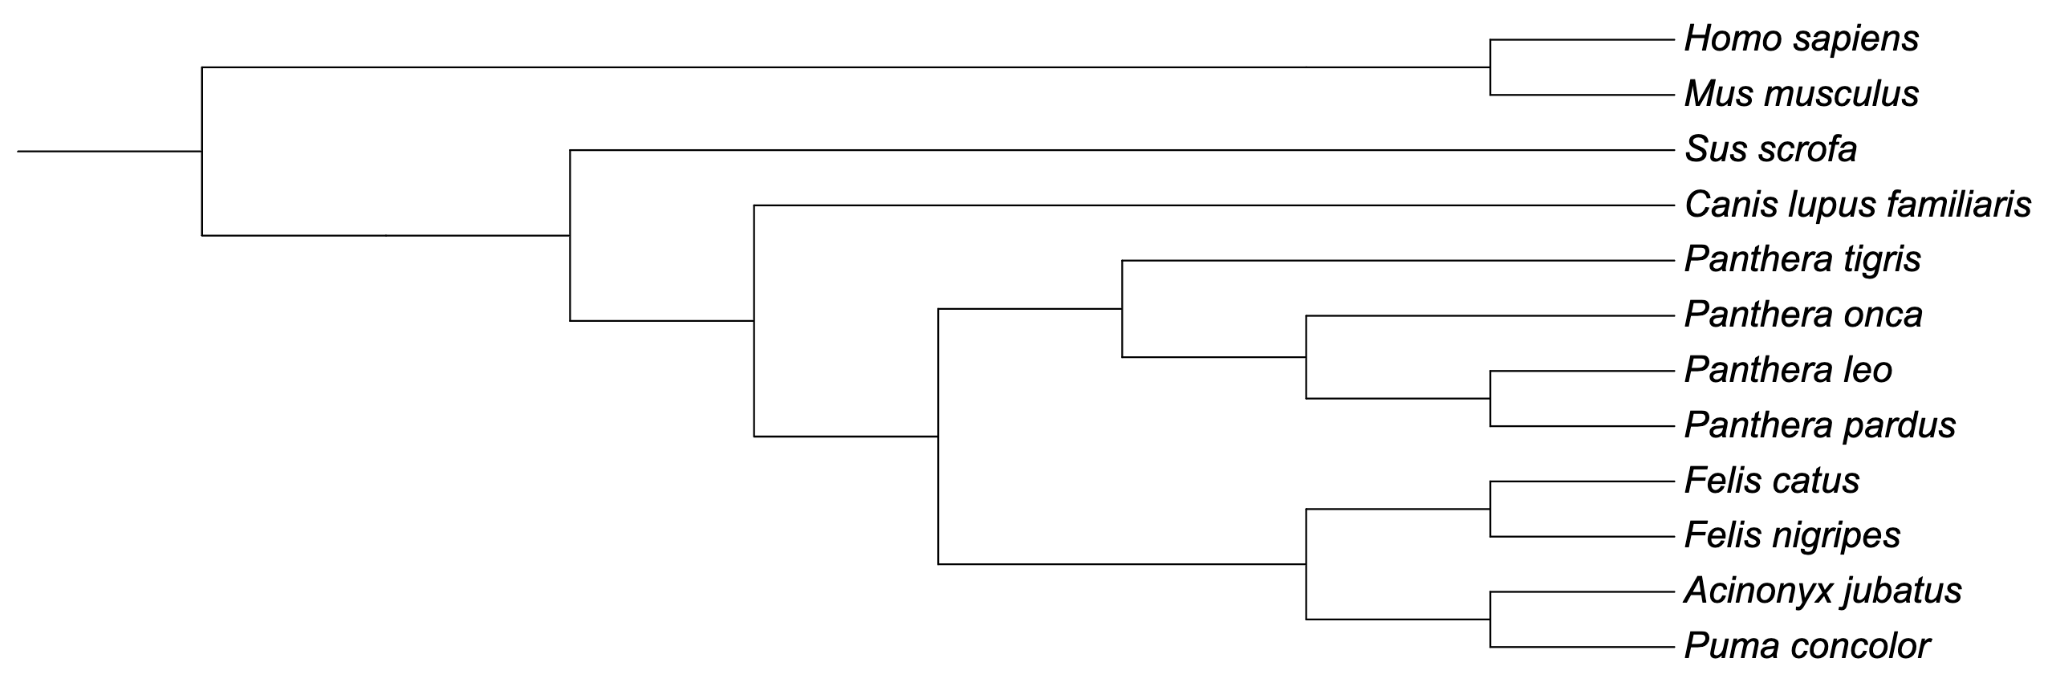 Homo sapiens
Mus musculus
Sus scrofa
Canis lupus familiaris
Panthera tigris
Panthera onca
Panthera leo
Panthera pardus
Felis catus
Felis nigripes
Acinonyx jubatus
Puma concolor